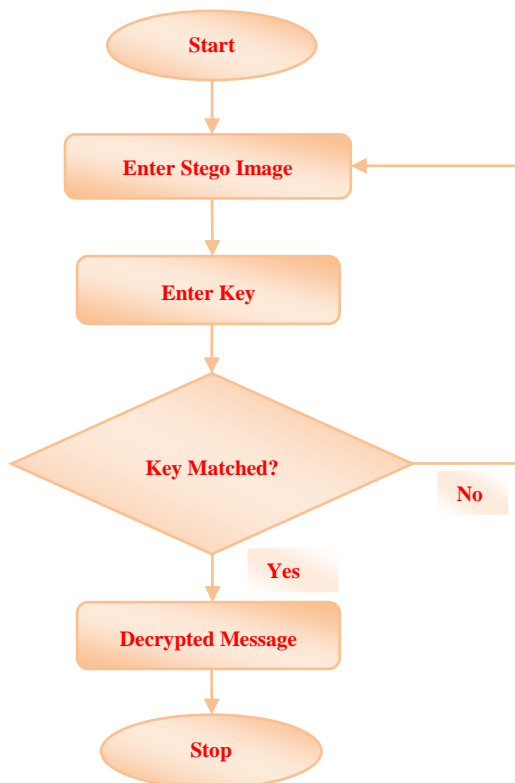 Start
Enter Stego Image
Enter Key
Key Matched?
No
Yes
Decrypted Message
Stop